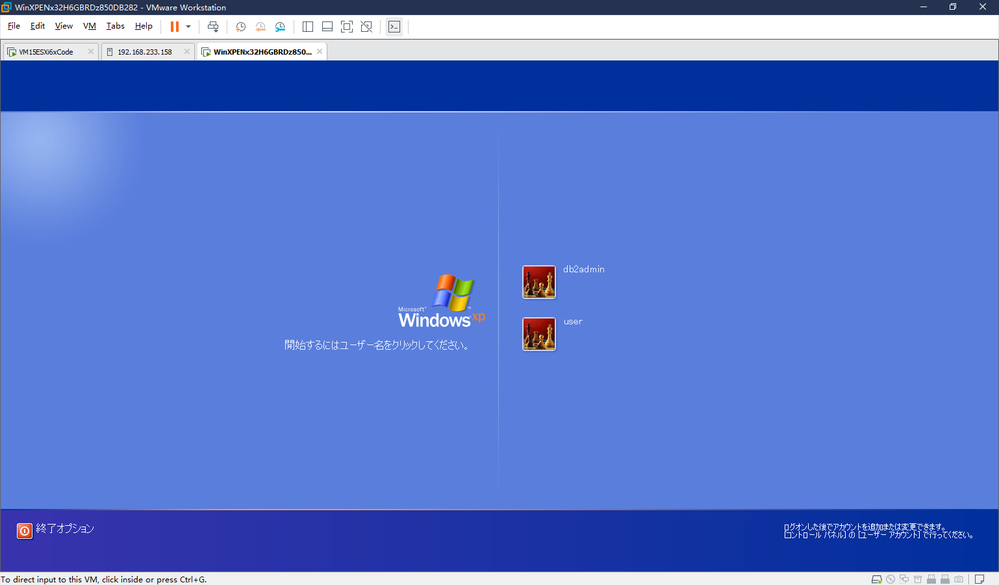 WinXPENx32H6GBRDz850DB282 - VMware Workstation
File Edit View VM Tabs Help
VM15ESXi6xCode
192.168.233.158
WinXPENx32H6GBRDz850...
db2admin
user
Microsoft®
Windows® xp™
開始するにはユーザー名をクリックしてください。
終了オプション
ログオンした後でアカウントを追加または変更できます。
[コントロール パネル] の [ユーザー アカウント] で行ってください。
To direct input to this VM, click inside or press Ctrl+G.